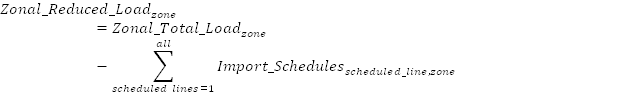 Zonal_Reduced_Load_zone
= Zonal_Total_Load_zone
all
− ∑ Import_Schedules_scheduled_line,zone
scheduled lines=1